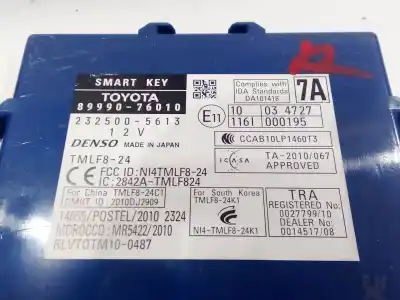 SMART KEY
TOYOTA
89990-76010
232500-5613
12V
DENSO MADE IN JAPAN
TMLF8-24
FCC ID: NI4TMLF8-24
IC: 2842A-TMLF824
For China TMLF8-24C1
CMIIT ID: 2010DJ2909
14095/POSTEL/2010 2324
MOROCCO: MR5422/2010
RLVTOTM10-0487
Complies with
IDA Standards
DA101418
7A
E11
10 03 4727
1161 000195
CCAB10LP1460T3
ICASA
TA-2010/067
APPROVED
For South Korea
TMLF8-24K1
NI4-TMLF8-24K1
TRA
REGISTERED No:
0027799/10
DEALER No:
0014517/08